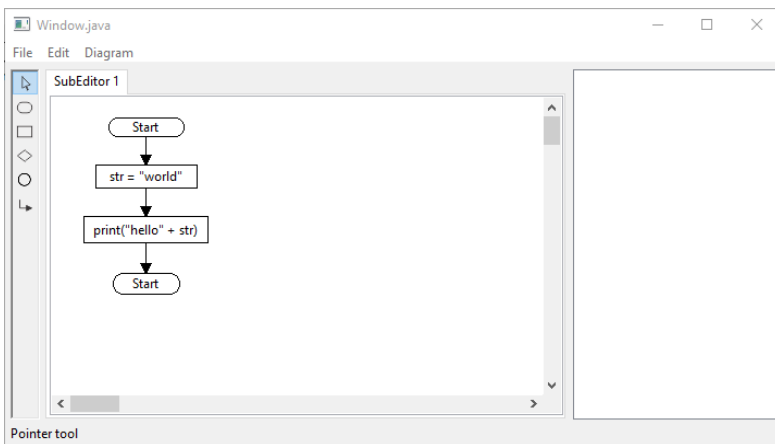 Window.java
File Edit Diagram
SubEditor 1
Start
str = "world"
print("hello" + str)
Start
Pointer tool